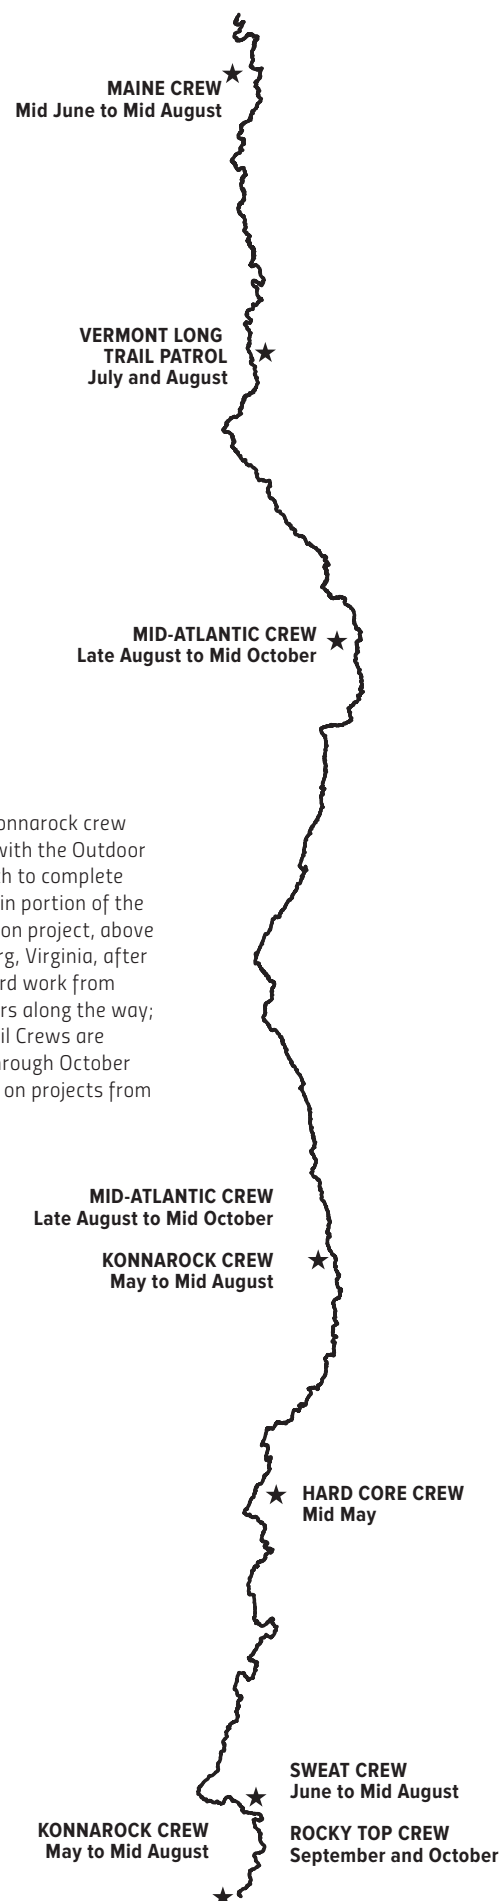 MAINE CREW
Mid June to Mid August
VERMONT LONG
TRAIL PATROL
July and August
MID-ATLANTIC CREW
Late August to Mid October
onnarock crew
with the Outdoor
h to complete
in portion of the
on project, above
rg, Virginia, after
rd work from
rs along the way;
il Crews are
rough October
on projects from
MID-ATLANTIC CREW
Late August to Mid October
KONNAROCK CREW
May to Mid August
HARD CORE CREW
Mid May
SWEAT CREW
June to Mid August
KONNAROCK CREW
May to Mid August
ROCKY TOP CREW
September and October